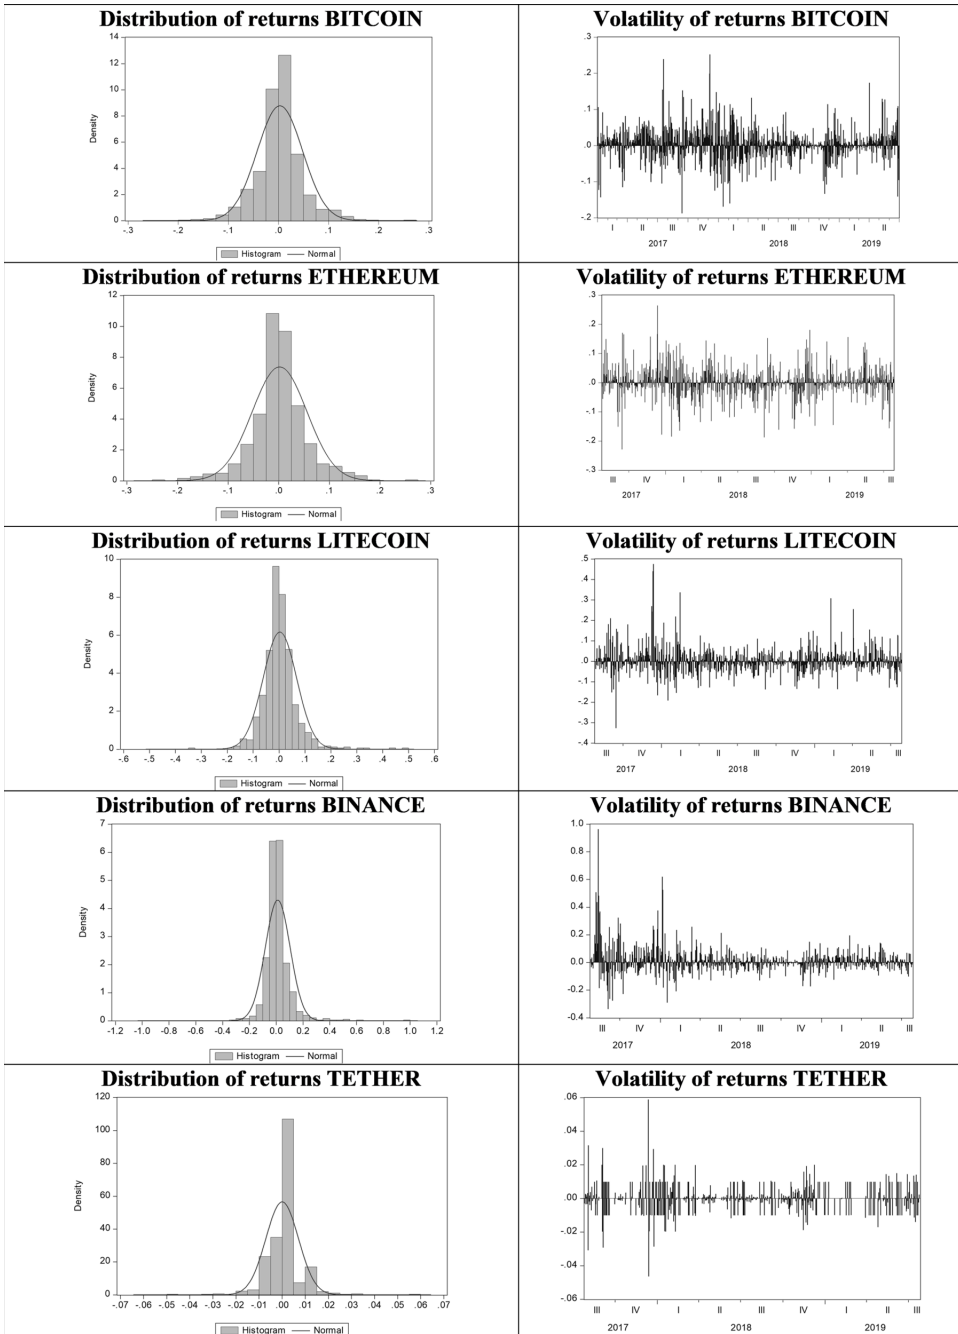 Distribution of returns BITCOIN
14
12
10
8
6
4
2
0
Density
-.3 -.2 -.1 .0 .1 .2 .3
Histogram Normal
Volatility of returns BITCOIN
.3
.2
.1
.0
-.1
-.2
I II III IV I II III IV I II
2017 2018 2019
Distribution of returns ETHEREUM
12
10
8
6
4
2
0
Density
-.3 -.2 -.1 .0 .1 .2 .3
Histogram Normal
Volatility of returns ETHEREUM
.3
.2
.1
.0
-.1
-.2
-.3
III IV I II III IV I II III
2017 2018 2019
Distribution of returns LITECOIN
10
8
6
4
2
0
Density
-.6 -.5 -.4 -.3 -.2 -.1 .0 .1 .2 .3 .4 .5 .6
Histogram Normal
Volatility of returns LITECOIN
.5
.4
.3
.2
.1
.0
-.1
-.2
-.3
-.4
III IV I II III IV I II III
2017 2018 2019
Distribution of returns BINANCE
7
6
5
4
3
2
1
0
Density
-1.2 -1.0 -0.8 -0.6 -0.4 -0.2 0.0 0.2 0.4 0.6 0.8 1.0 1.2
Histogram Normal
Volatility of returns BINANCE
1.0
0.8
0.6
0.4
0.2
0.0
-0.2
-0.4
III IV I II III IV I II III
2017 2018 2019
Distribution of returns TETHER
120
100
80
60
40
20
0
Density
-.07 -.06 -.05 -.04 -.03 -.02 -.01 .00 .01 .02 .03 .04 .05 .06 .07
Histogram Normal
Volatility of returns TETHER
.06
.04
.02
.00
-.02
-.04
-.06
III IV I II III IV I II III
2017 2018 2019